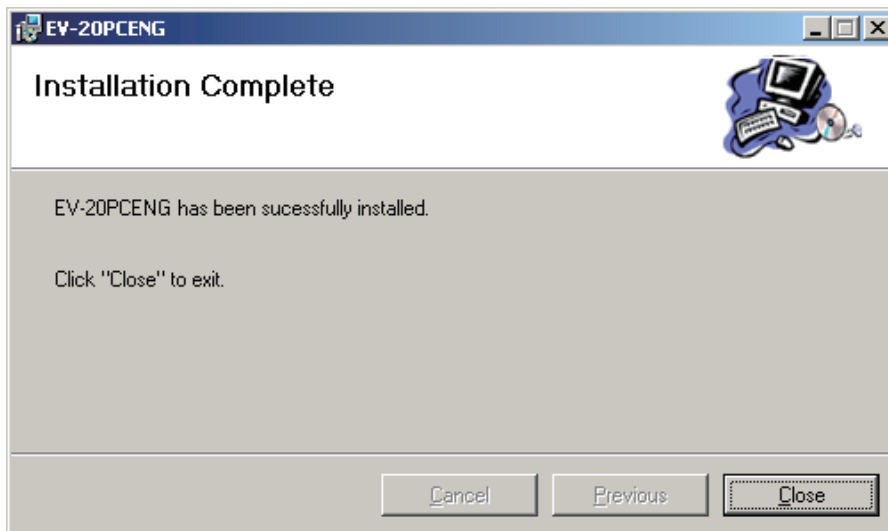 EV-20PCENG
Installation Complete
EV-20PCENG has been sucessfully installed.
Click "Close" to exit.
Cancel
Previous
Close